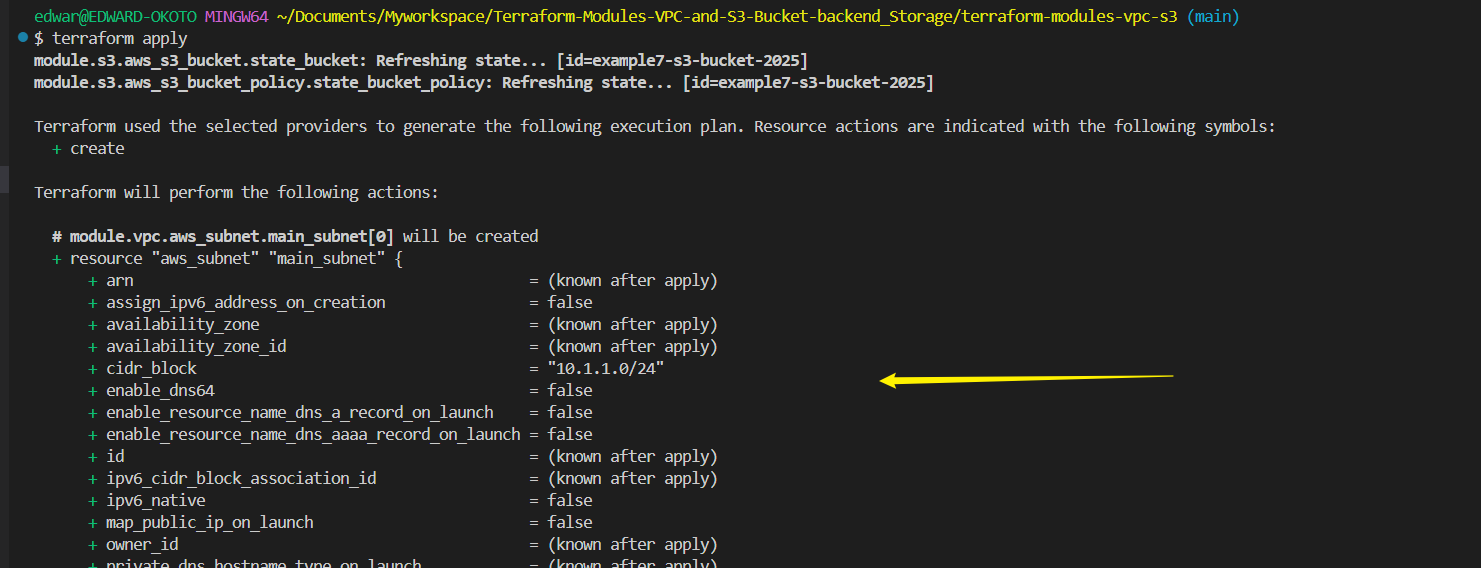 edwar@EDWARD-OKOTO MINGW64 ~/Documents/Myworkspace/Terraform-Modules-VPC-and-S3-Bucket-backend_Storage/terraform-modules-vpc-s3 (main)
$ terraform apply
module.s3.aws_s3_bucket.state_bucket: Refreshing state... [id=example7-s3-bucket-2025]
module.s3.aws_s3_bucket_policy.state_bucket_policy: Refreshing state... [id=example7-s3-bucket-2025]
Terraform used the selected providers to generate the following execution plan. Resource actions are indicated with the following symbols:
+ create
Terraform will perform the following actions:
# module.vpc.aws_subnet.main_subnet[0] will be created
+ resource "aws_subnet" "main_subnet" {
+ arn = (known after apply)
+ assign_ipv6_address_on_creation = false
+ availability_zone = (known after apply)
+ availability_zone_id = (known after apply)
+ cidr_block = "10.1.1.0/24"
+ enable_dns64 = false
+ enable_resource_name_dns_a_record_on_launch = false
+ enable_resource_name_dns_aaaa_record_on_launch = false
+ id = (known after apply)
+ ipv6_cidr_block_association_id = (known after apply)
+ ipv6_native = false
+ map_public_ip_on_launch = false
+ owner_id = (known after apply)
+ private_dns_hostname_type_on_launch = (known after apply)